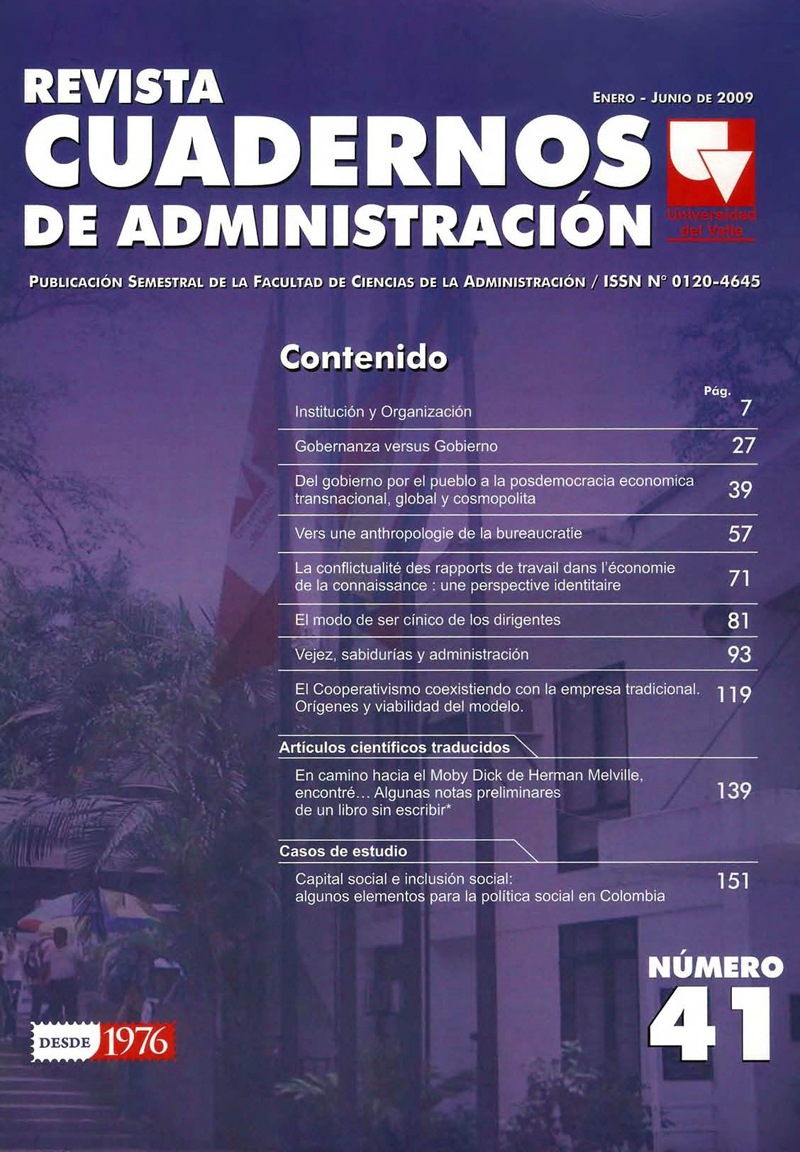 REVISTA
ENERO - JUNIO DE 2009
CUADERNOS
DE ADMINISTRACIÓN
Universidad
del Valle
PUBLICACIÓN SEMESTRAL DE LA FACULTAD DE CIENCIAS DE LA ADMINISTRACIÓN / ISSN N° 0120-4645
Contenido
Pág.
Institución y Organización 7
Gobernanza versus Gobierno 27
Del gobierno por el pueblo a la posdemocracia economica
transnacional, global y cosmopolita 39
Vers une anthropologie de la bureaucratie 57
La conflictualité des rapports de travail dans l'économie
de la connaissance : une perspective identitaire 71
El modo de ser cínico de los dirigentes 81
Vejez, sabidurías y administración 93
El Cooperativismo coexistiendo con la empresa tradicional.
Orígenes y viabilidad del modelo. 119
Artículos científicos traducidos
En camino hacia el Moby Dick de Herman Melville,
encontré... Algunas notas preliminares 139
de un libro sin escribir*
Casos de estudio
Capital social e inclusión social: 151
algunos elementos para la política social en Colombia
NÚMERO
41
DESDE 1976